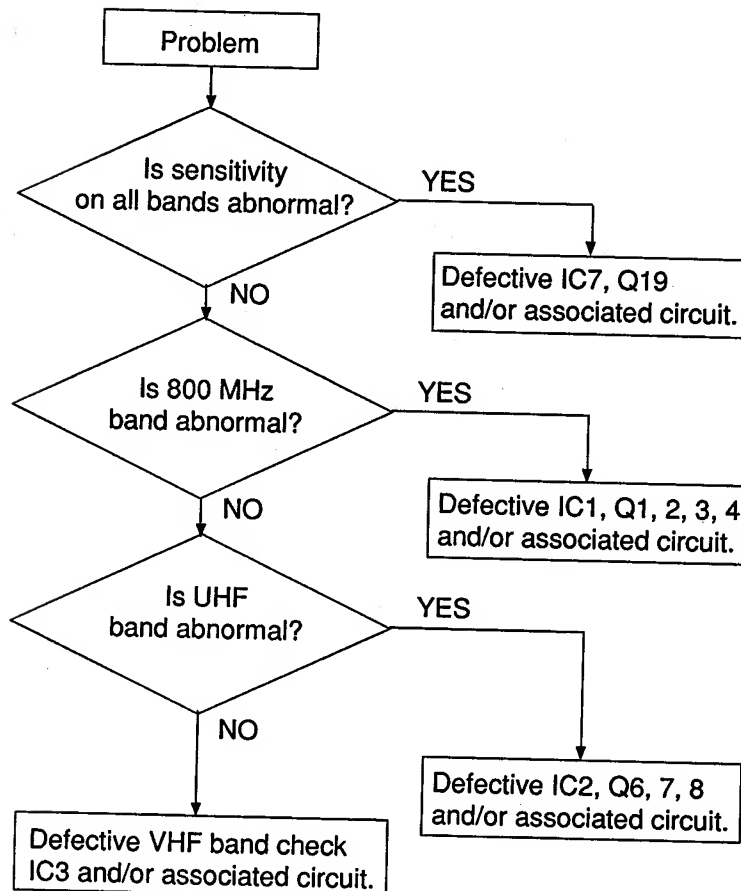 Problem
Is sensitivity
on all bands abnormal?
YES
Defective IC7, Q19
and/or associated circuit.
NO
Is 800 MHz
band abnormal?
YES
Defective IC1, Q1, 2, 3, 4
and/or associated circuit.
NO
Is UHF
band abnormal?
YES
Defective IC2, Q6, 7, 8
and/or associated circuit.
NO
Defective VHF band check
IC3 and/or associated circuit.